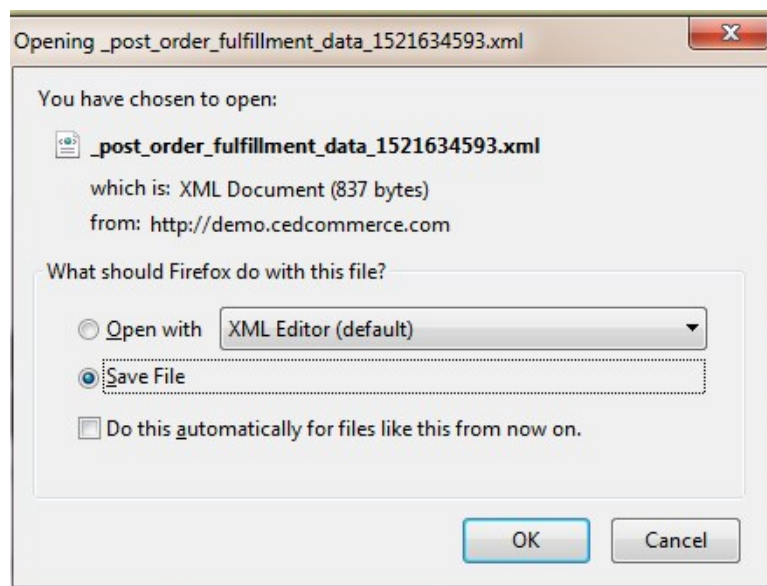 Opening _post_order_fulfillment_data_1521634593.xml
You have chosen to open:
_post_order_fulfillment_data_1521634593.xml
which is: XML Document (837 bytes)
from: http://demo.cedcommerce.com
What should Firefox do with this file?
Open with XML Editor (default)
Save File
Do this automatically for files like this from now on.
OK Cancel